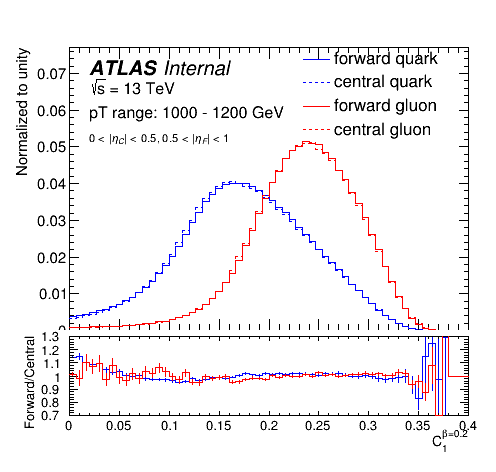 Normalized to unity
0.07
0.06
0.05
0.04
0.03
0.02
0.01
0
ATLAS Internal
√s = 13 TeV
pT range: 1000 - 1200 GeV
0 < |η_C| < 0.5, 0.5 < |η_F| < 1
forward quark
central quark
forward gluon
central gluon
Forward/Central
1.3
1.2
1.1
1
0.9
0.8
0.7
0 0.05 0.1 0.15 0.2 0.25 0.3 0.35 0.4
C_1^{β=0.2}